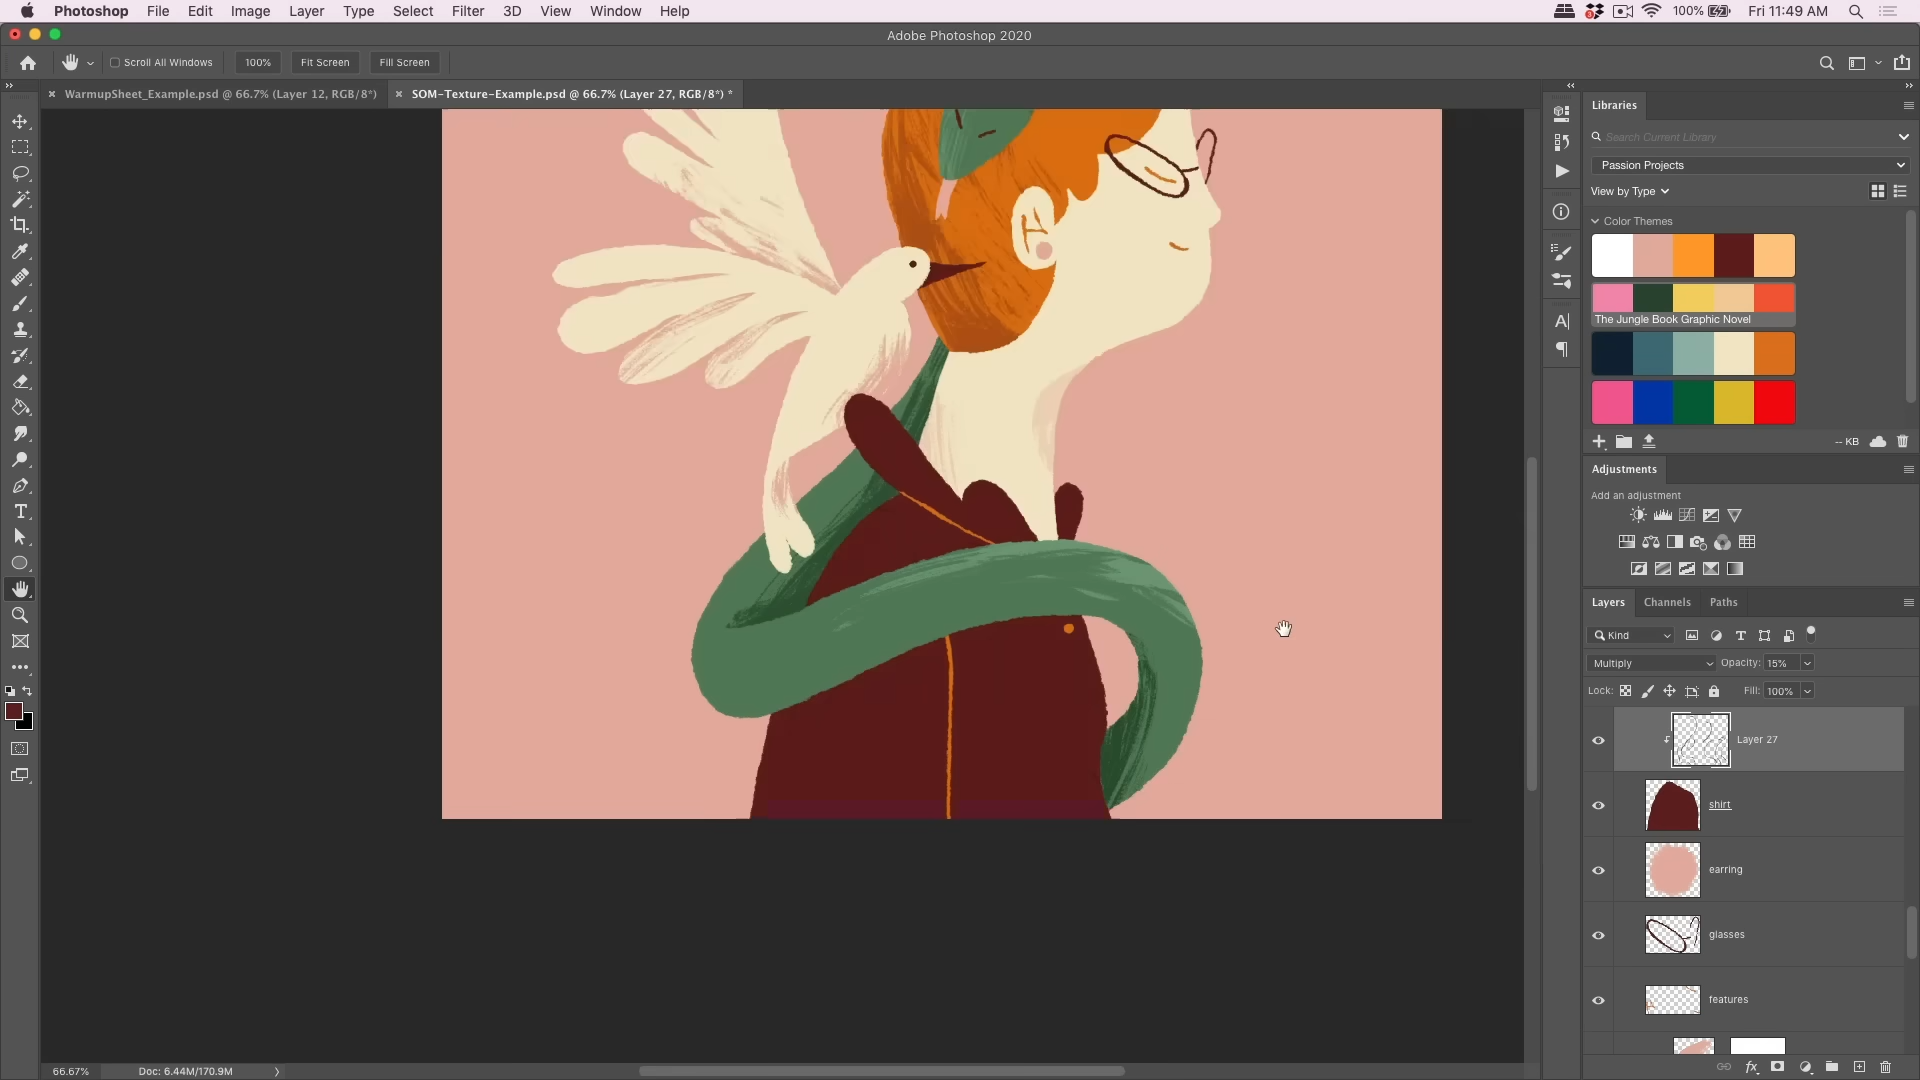 Photoshop File Edit Image Layer Type Select Filter 3D View Window Help 100% Fri 11:49 AM
Adobe Photoshop 2020
Scroll All Windows 100% Fit Screen Fill Screen
WarmupSheet_Example.psd @ 66.7% (Layer 12, RGB/8*) SOM-Texture-Example.psd @ 66.7% (Layer 27, RGB/8*) *
Libraries
Search Current Library
Passion Projects
View by Type
Color Themes
The Jungle Book Graphic Novel
-- KB
Adjustments
Add an adjustment
Layers Channels Paths
Kind
Multiply Opacity: 15%
Lock: Fill: 100%
Layer 27
shirt
earring
glasses
features
66.67% Doc: 6.44M/170.9M